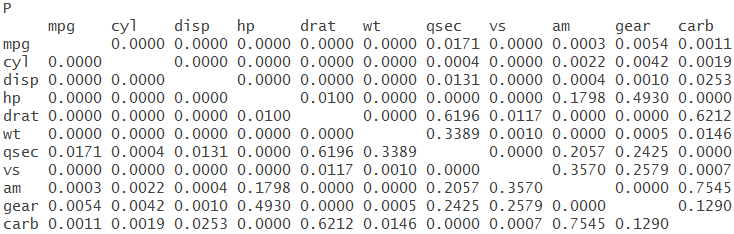 P
     mpg    cyl    disp   hp     drat   wt     qsec   vs     am     gear   carb
mpg         0.0000 0.0000 0.0000 0.0000 0.0000 0.0171 0.0000 0.0003 0.0054 0.0011
cyl  0.0000        0.0000 0.0000 0.0000 0.0000 0.0004 0.0000 0.0022 0.0042 0.0019
disp 0.0000 0.0000        0.0000 0.0000 0.0000 0.0131 0.0000 0.0004 0.0010 0.0253
hp   0.0000 0.0000 0.0000        0.0100 0.0000 0.0000 0.0000 0.1798 0.4930 0.0000
drat 0.0000 0.0000 0.0000 0.0100        0.0000 0.6196 0.0117 0.0000 0.0000 0.6212
wt   0.0000 0.0000 0.0000 0.0000 0.0000        0.3389 0.0010 0.0000 0.0005 0.0146
qsec 0.0171 0.0004 0.0131 0.0000 0.6196 0.3389        0.0000 0.2057 0.2425 0.0000
vs   0.0000 0.0000 0.0000 0.0000 0.0117 0.0010 0.0000        0.3570 0.2579 0.0007
am   0.0003 0.0022 0.0004 0.1798 0.0000 0.0000 0.2057 0.3570        0.0000 0.7545
gear 0.0054 0.0042 0.0010 0.4930 0.0000 0.0005 0.2425 0.2579 0.0000        0.1290
carb 0.0011 0.0019 0.0253 0.0000 0.6212 0.0146 0.0000 0.0007 0.7545 0.1290